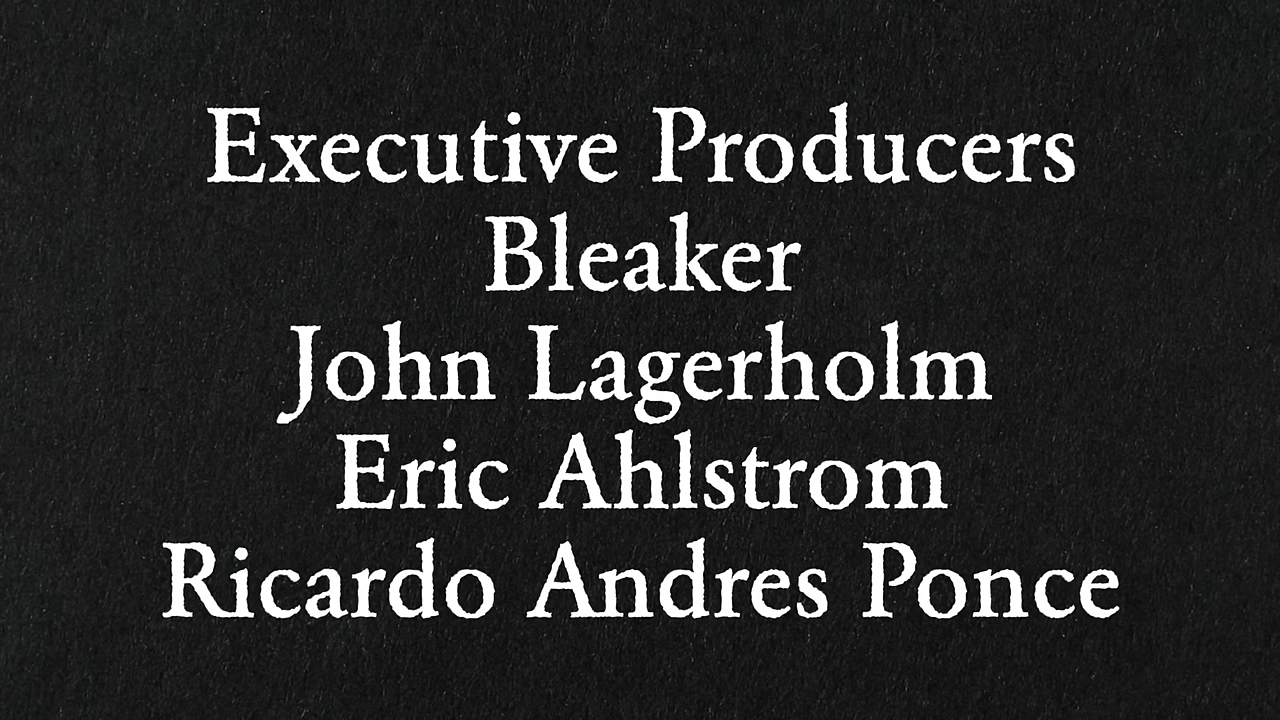 Executive Producers
Bleaker
John Lagerholm
Eric Ahlstrom
Ricardo Andres Ponce